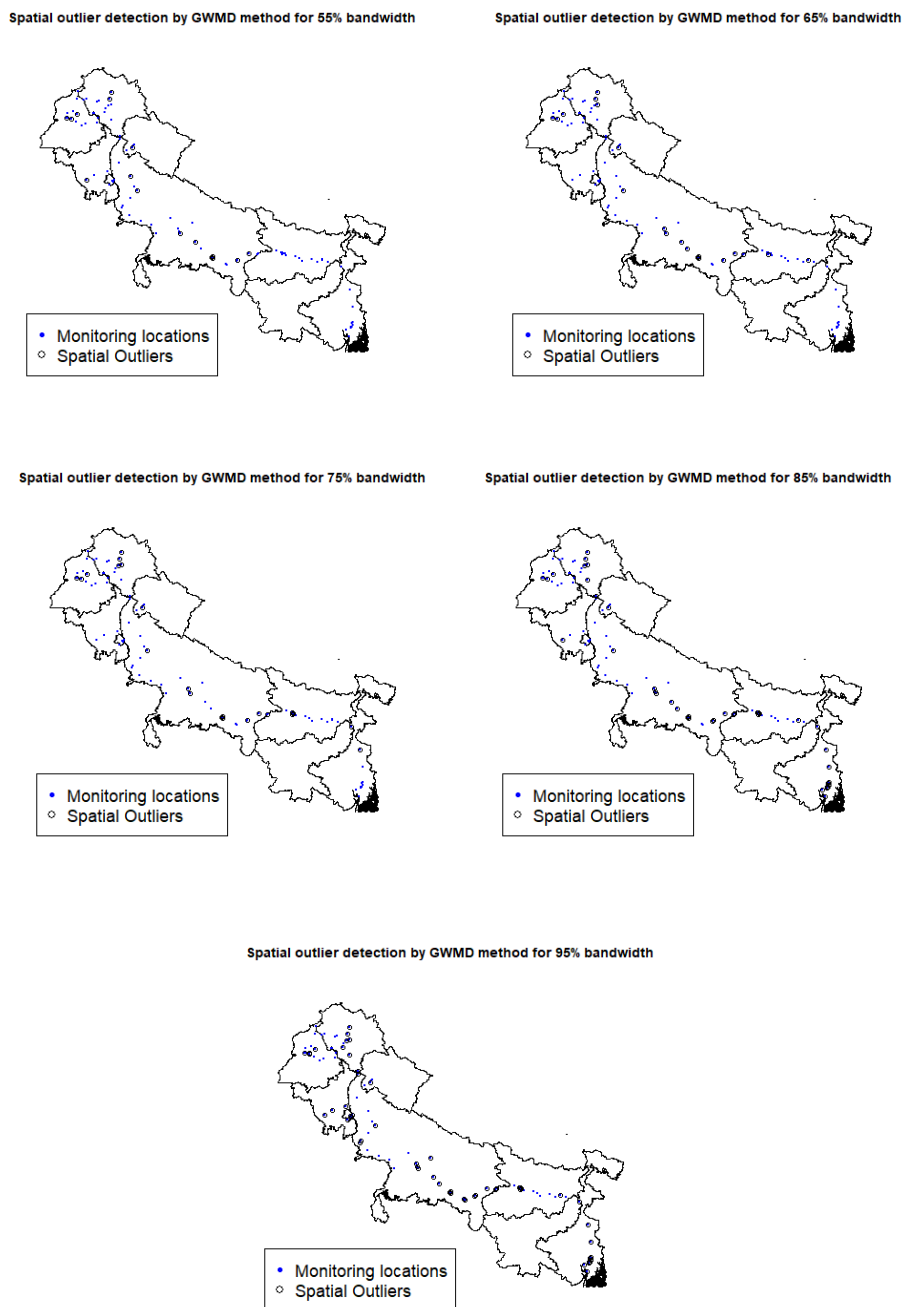 Spatial outlier detection by GWMD method for 55% bandwidth
Monitoring locations
Spatial Outliers
Spatial outlier detection by GWMD method for 65% bandwidth
Monitoring locations
Spatial Outliers
Spatial outlier detection by GWMD method for 75% bandwidth
Monitoring locations
Spatial Outliers
Spatial outlier detection by GWMD method for 85% bandwidth
Monitoring locations
Spatial Outliers
Spatial outlier detection by GWMD method for 95% bandwidth
Monitoring locations
Spatial Outliers